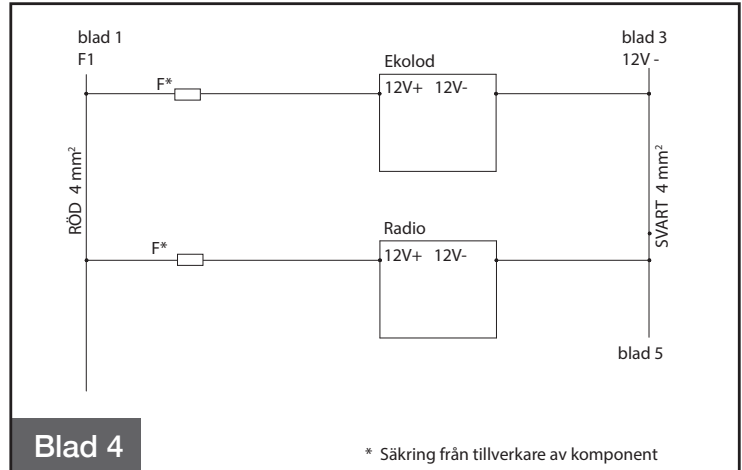 blad 1
F1
blad 3
12V -
Ekolod
F*
12V+ 12V-
RÖD 4 mm²
SVART 4 mm²
Radio
F*
12V+ 12V-
blad 5
Blad 4
* Säkring från tillverkare av komponent